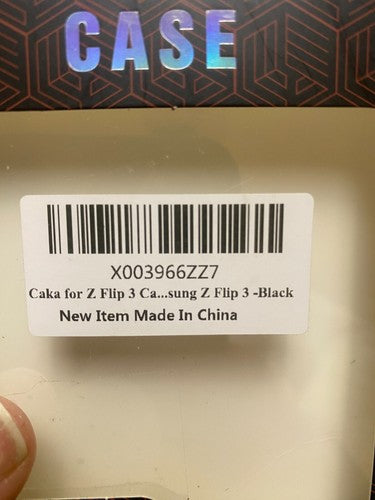 CASE
X003966ZZ7
Caka for Z Flip 3 Ca...sung Z Flip 3 -Black
New Item Made In China